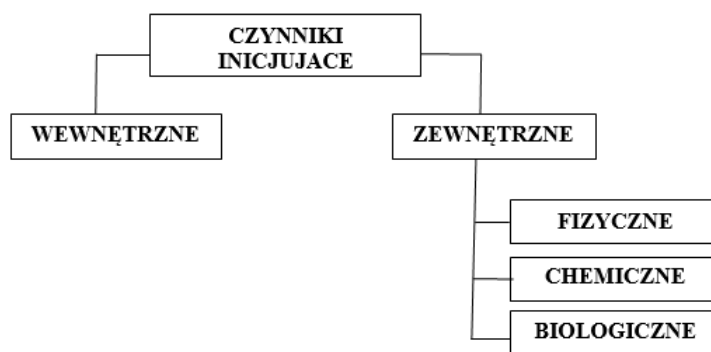 CZYNNIKI
INICJUJACE
WEWNĘTRZNE
ZEWNĘTRZNE
FIZYCZNE
CHEMICZNE
BIOLOGICZNE